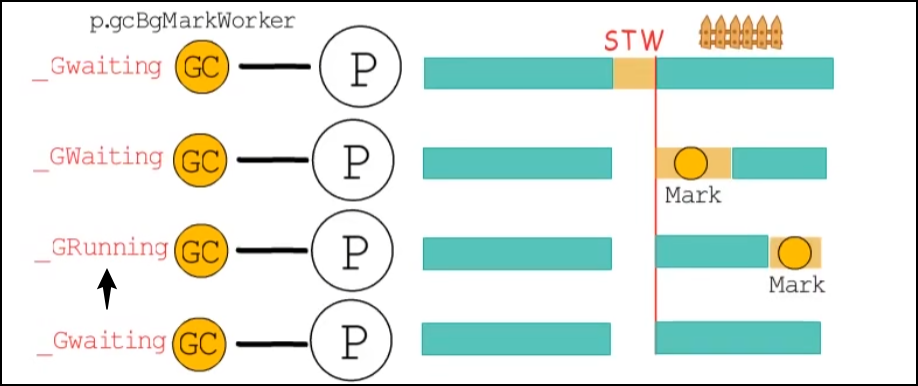 p.gcBgMarkWorker
STW
_Gwaiting GC P
_GWaiting GC P
Mark
_GRunning GC P
Mark
_Gwaiting GC P